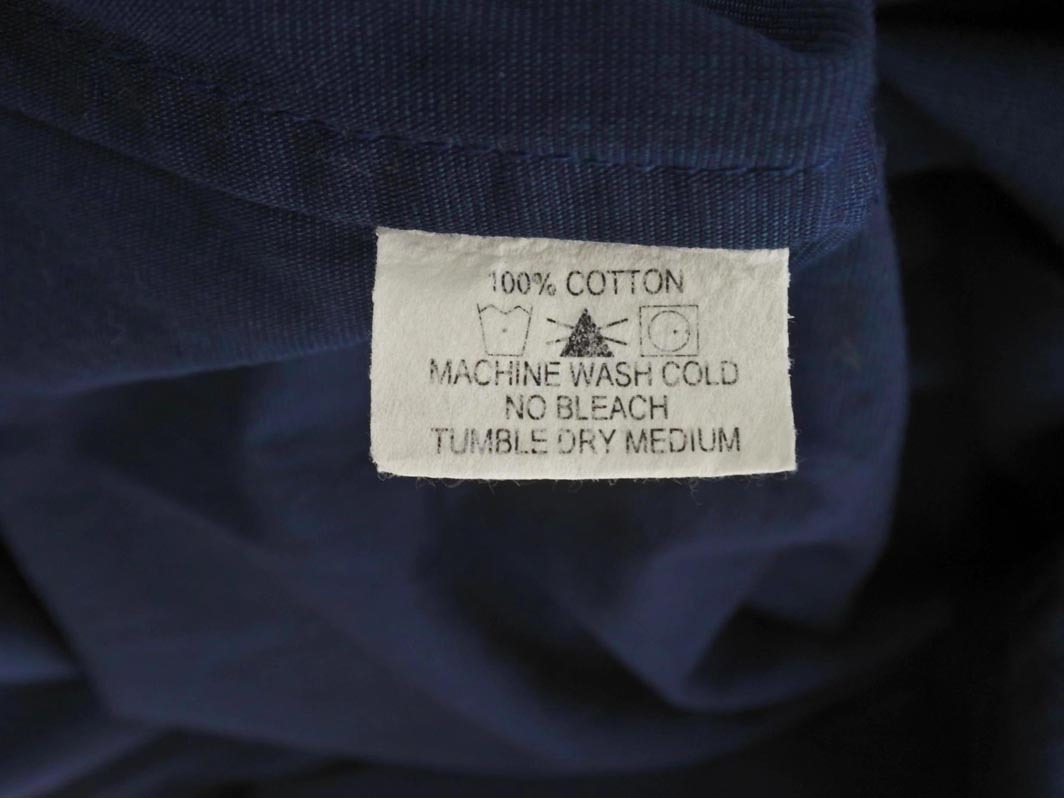 100% COTTON
MACHINE WASH COLD
NO BLEACH
TUMBLE DRY MEDIUM